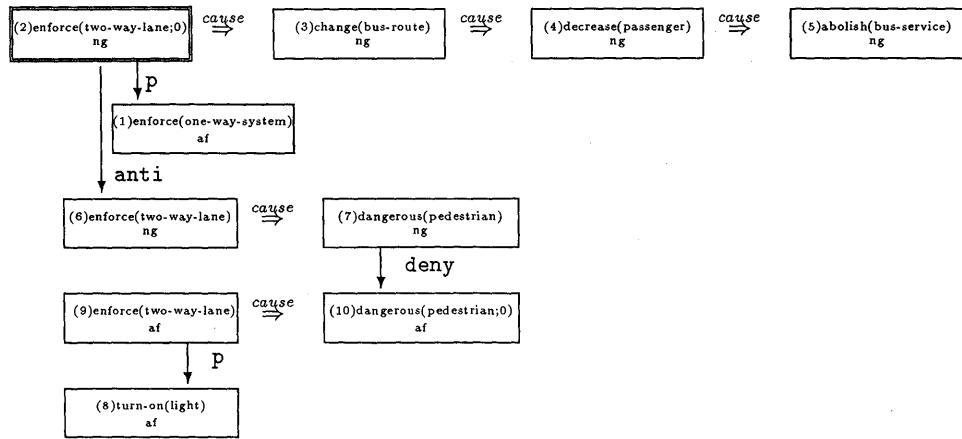 (2)enforce(two-way-lane;0)
ng
cause
⇒
(3)change(bus-route)
ng
cause
⇒
(4)decrease(passenger)
ng
cause
⇒
(5)abolish(bus-service)
ng
p
(1)enforce(one-way-system)
af
anti
(6)enforce(two-way-lane)
ng
cause
⇒
(7)dangerous(pedestrian)
ng
deny
(9)enforce(two-way-lane)
af
cause
⇒
(10)dangerous(pedestrian;0)
af
p
(8)turn-on(light)
af